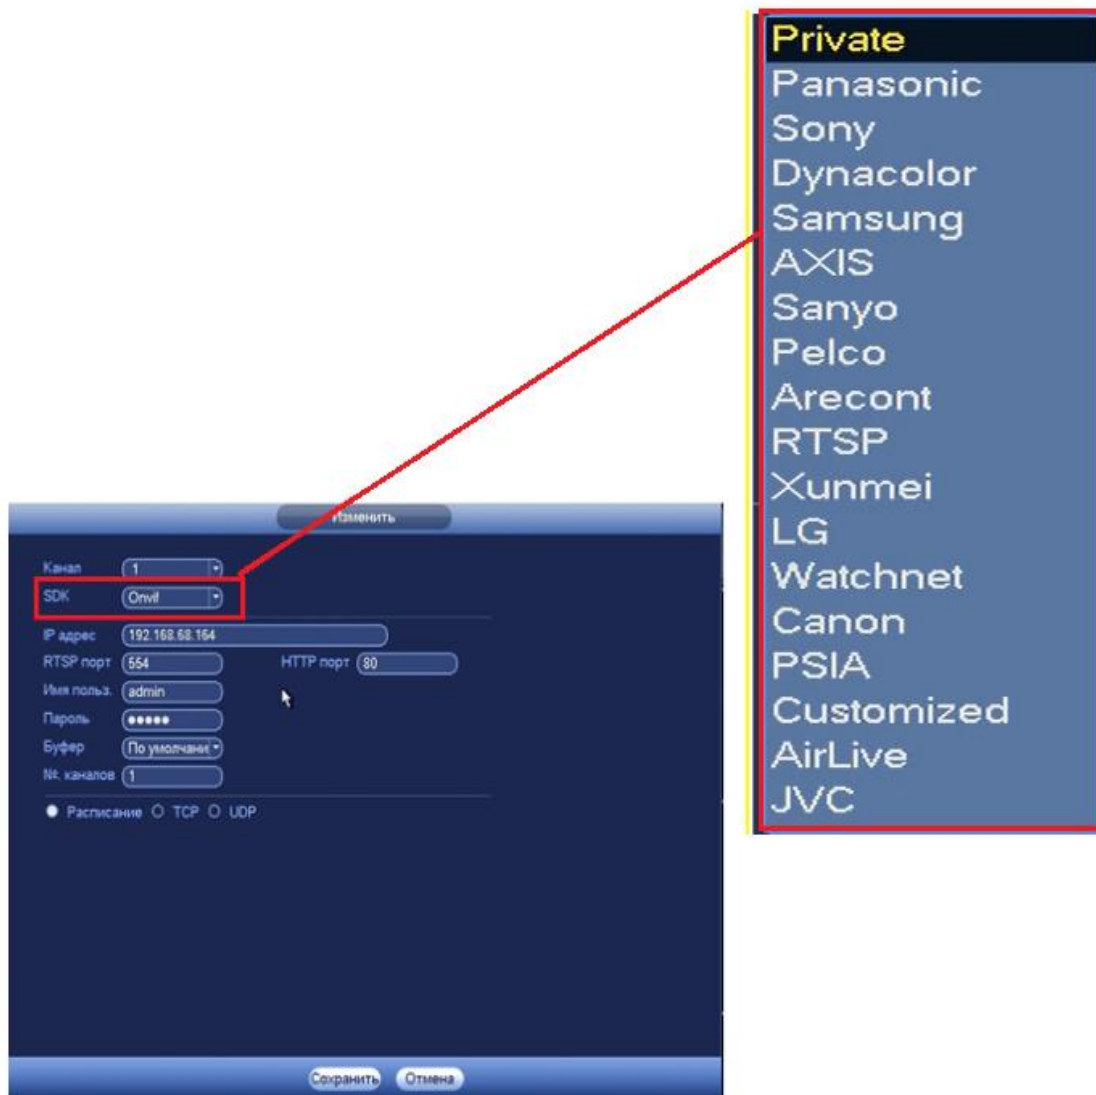 Private
Panasonic
Sony
Dynacolor
Samsung
AXIS
Sanyo
Pelco
Arecont
RTSP
Xunmei
LG
Watchnet
Canon
PSIA
Customized
AirLive
JVC
Изменить
Канал 1
SDK Onvif
IP адрес 192.168.68.164
RTSP порт 554 HTTP порт 80
Имя польз. admin
Пароль •••••
Буфер По умолчани
№. каналов 1
Расписание TCP UDP
Сохранить Отмена